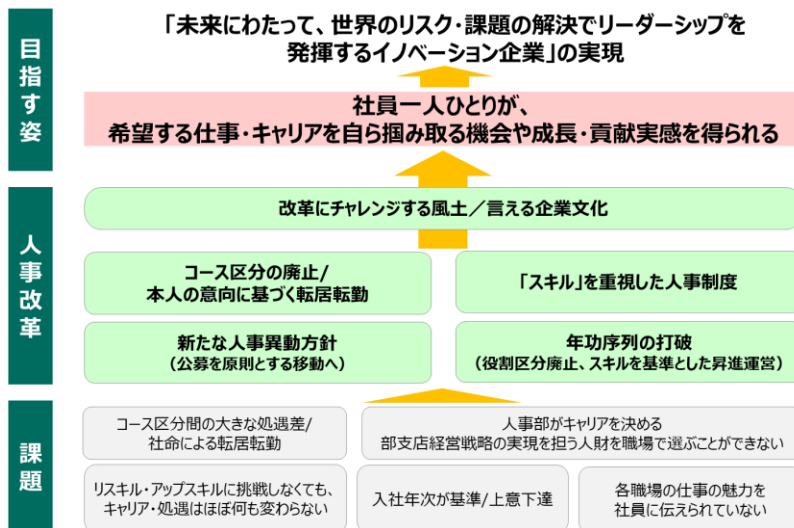 目指す姿
「未来にわたって、世界のリスク・課題の解決でリーダーシップを
発揮するイノベーション企業」の実現
社員一人ひとりが、
希望する仕事・キャリアを自ら掴み取る機会や成長・貢献実感を得られる
人事改革
改革にチャレンジする風土／言える企業文化
コース区分の廃止/
本人の意向に基づく転居転勤
「スキル」を重視した人事制度
新たな人事異動方針
(公募を原則とする移動へ)
年功序列の打破
(役割区分廃止、スキルを基準とした昇進運営)
課題
コース区分間の大きな処遇差/
社命による転居転勤
人事部がキャリアを決める
部支店経営戦略の実現を担う人財を職場で選ぶことができない
リスキル・アップスキルに挑戦しなくても、
キャリア・処遇はほぼ何も変わらない
入社年次が基準/上意下達
各職場の仕事の魅力を
社員に伝えられていない